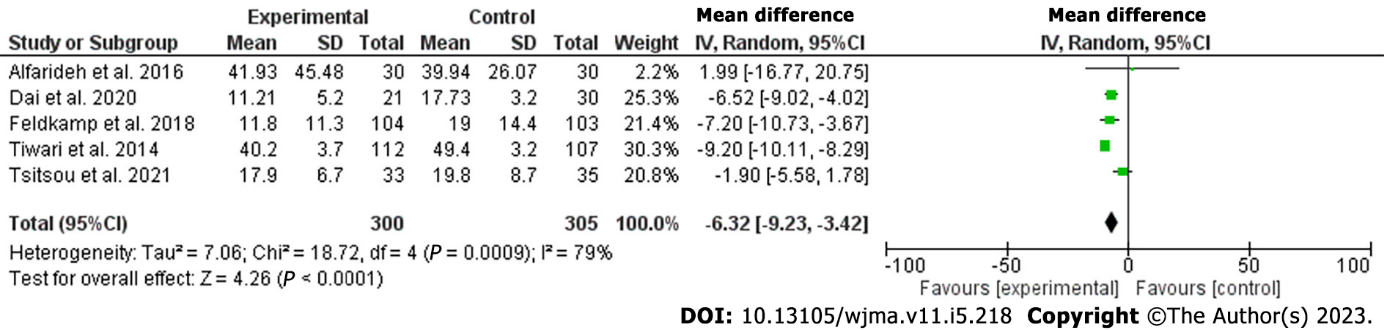 Experimental Control Mean difference Mean difference
Study or Subgroup Mean SD Total Mean SD Total Weight IV, Random, 95%CI IV, Random, 95%CI
Alfarideh et al. 2016 41.93 45.48 30 39.94 26.07 30 2.2% 1.99 [-16.77, 20.75]
Dai et al. 2020 11.21 5.2 21 17.73 3.2 30 25.3% -6.52 [-9.02, -4.02]
Feldkamp et al. 2018 11.8 11.3 104 19 14.4 103 21.4% -7.20 [-10.73, -3.67]
Tiwari et al. 2014 40.2 3.7 112 49.4 3.2 107 30.3% -9.20 [-10.11, -8.29]
Tsitsou et al. 2021 17.9 6.7 33 19.8 8.7 35 20.8% -1.90 [-5.58, 1.78]
Total (95%CI) 300 305 100.0% -6.32 [-9.23, -3.42]
Heterogeneity: Tau² = 7.06; Chi² = 18.72, df = 4 (P = 0.0009); I² = 79%
Test for overall effect: Z = 4.26 (P < 0.0001)
-100 -50 0 50 100
Favours [experimental] Favours [control]
DOI: 10.13105/wjma.v11.i5.218 Copyright ©The Author(s) 2023.